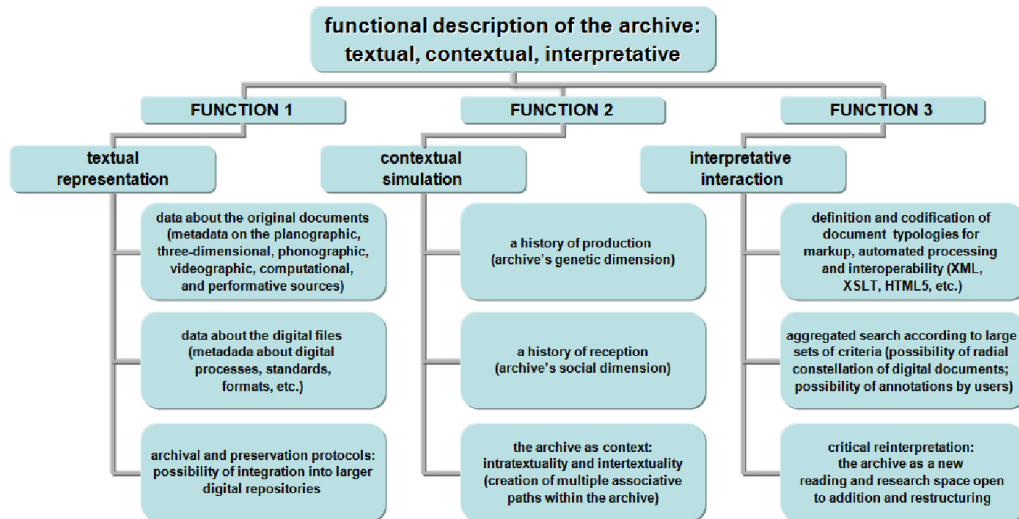 functional description of the archive:
textual, contextual, interpretative
FUNCTION 1
FUNCTION 2
FUNCTION 3
textual
representation
contextual
simulation
interpretative
interaction
data about the original documents
(metadata on the planographic,
three-dimensional, phonographic,
videographic, computational,
and performative sources)
a history of production
(archive's genetic dimension)
definition and codification of
document typologies for
markup, automated processing
and interoperability (XML,
XSLT, HTML5, etc.)
data about the digital files
(metadada about digital
processes, standards,
formats, etc.)
a history of reception
(archive's social dimension)
aggregated search according to large
sets of criteria (possibility of radial
constellation of digital documents;
possibility of annotations by users)
archival and preservation protocols:
possibility of integration into larger
digital repositories
the archive as context:
intratextuality and intertextuality
(creation of multiple associative
paths within the archive)
critical reinterpretation:
the archive as a new
reading and research space open
to addition and restructuring